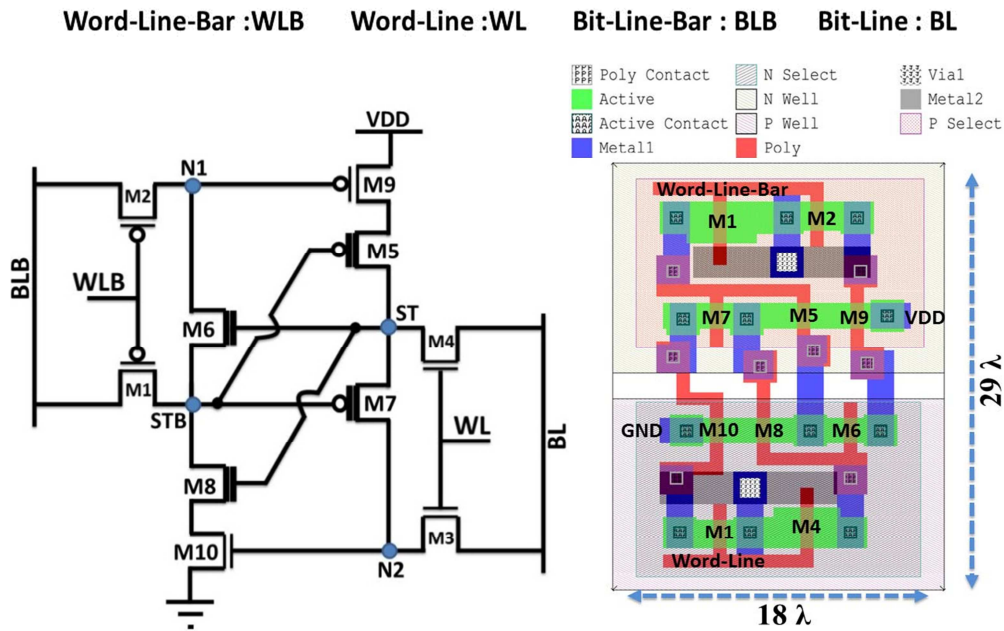 Word-Line-Bar :WLB Word-Line :WL Bit-Line-Bar : BLB Bit-Line : BL
Poly Contact N Select Via1
Active N Well Metal2
Active Contact P Well P Select
Metal1 Poly
VDD
N1
M9
M2
M5
BLB
WLB
M6
ST
M4
M1
STB
M7
WL
BL
M8
M10
M3
N2
Word-Line-Bar
M1 M2
M7 M5 M9 VDD
GND M10 M8 M6
M1 M4
Word-Line
29 λ
18 λ